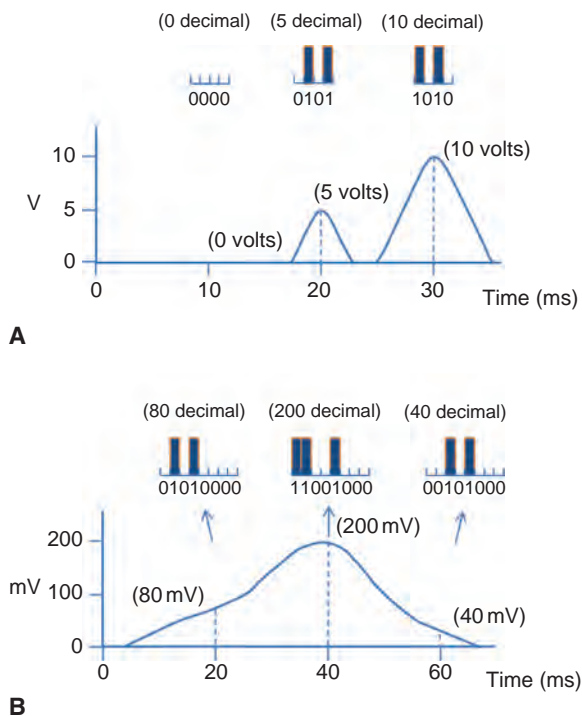 (0 decimal) (5 decimal) (10 decimal)
0000 0101 1010
10
(10 volts)
V
5
(5 volts)
(0 volts)
0
0 10 20 30
Time (ms)
A
(80 decimal) (200 decimal) (40 decimal)
01010000 11001000 00101000
(200 mV)
200
mV
100
(80 mV)
(40 mV)
0
0 20 40 60
Time (ms)
B